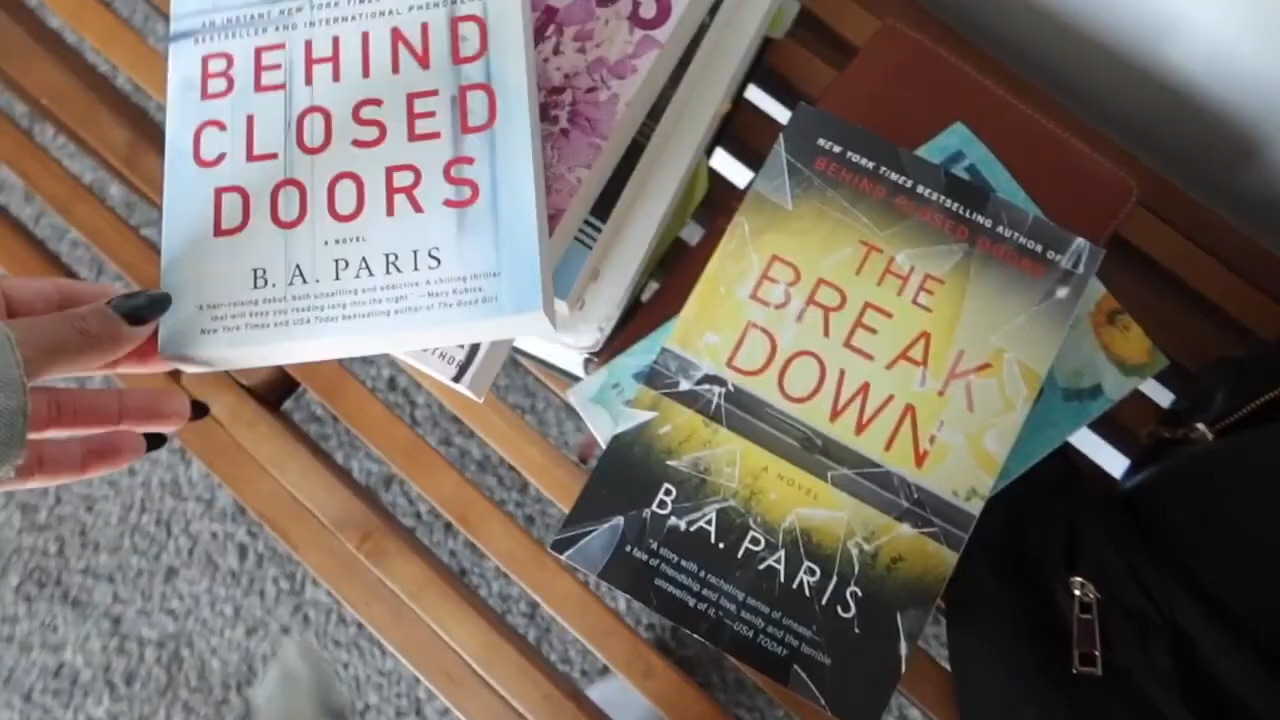 AN INSTANT NEW YORK TIMES
BESTSELLER AND INTERNATIONAL PHENOMENON
BEHIND
CLOSED
DOORS
A NOVEL
B. A. PARIS
"A hair-raising debut, both unsettling and addictive. A chilling thriller
that will keep you reading long into the night." —Mary Kubica,
New York Times and USA Today bestselling author of The Good Girl
NEW YORK TIMES BESTSELLING AUTHOR OF
BEHIND CLOSED DOORS
THE
BREAK
DOWN
A NOVEL
B. A. PARIS
"A story with a racheting sense of unease...
a tale of friendship and love, sanity and the terrible
unraveling of it." —USA TODAY